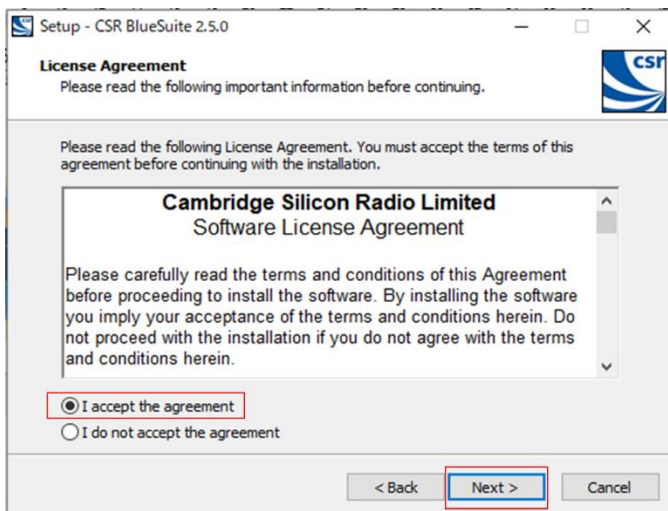 Setup - CSR BlueSuite 2.5.0
License Agreement
Please read the following important information before continuing.
csr
Please read the following License Agreement. You must accept the terms of this
agreement before continuing with the installation.
Cambridge Silicon Radio Limited
Software License Agreement
Please carefully read the terms and conditions of this Agreement
before proceeding to install the software. By installing the software
you imply your acceptance of the terms and conditions herein. Do
not proceed with the installation if you do not agree with the terms
and conditions herein.
I accept the agreement
I do not accept the agreement
< Back Next > Cancel